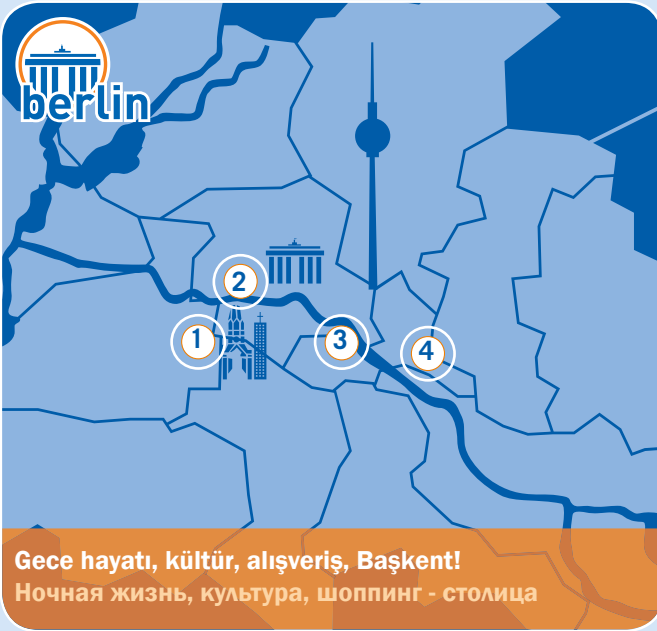 berlin
2
1
3
4
Gece hayatı, kültür, alışveriş, Başkent!
Ночная жизнь, культура, шоппинг - столица